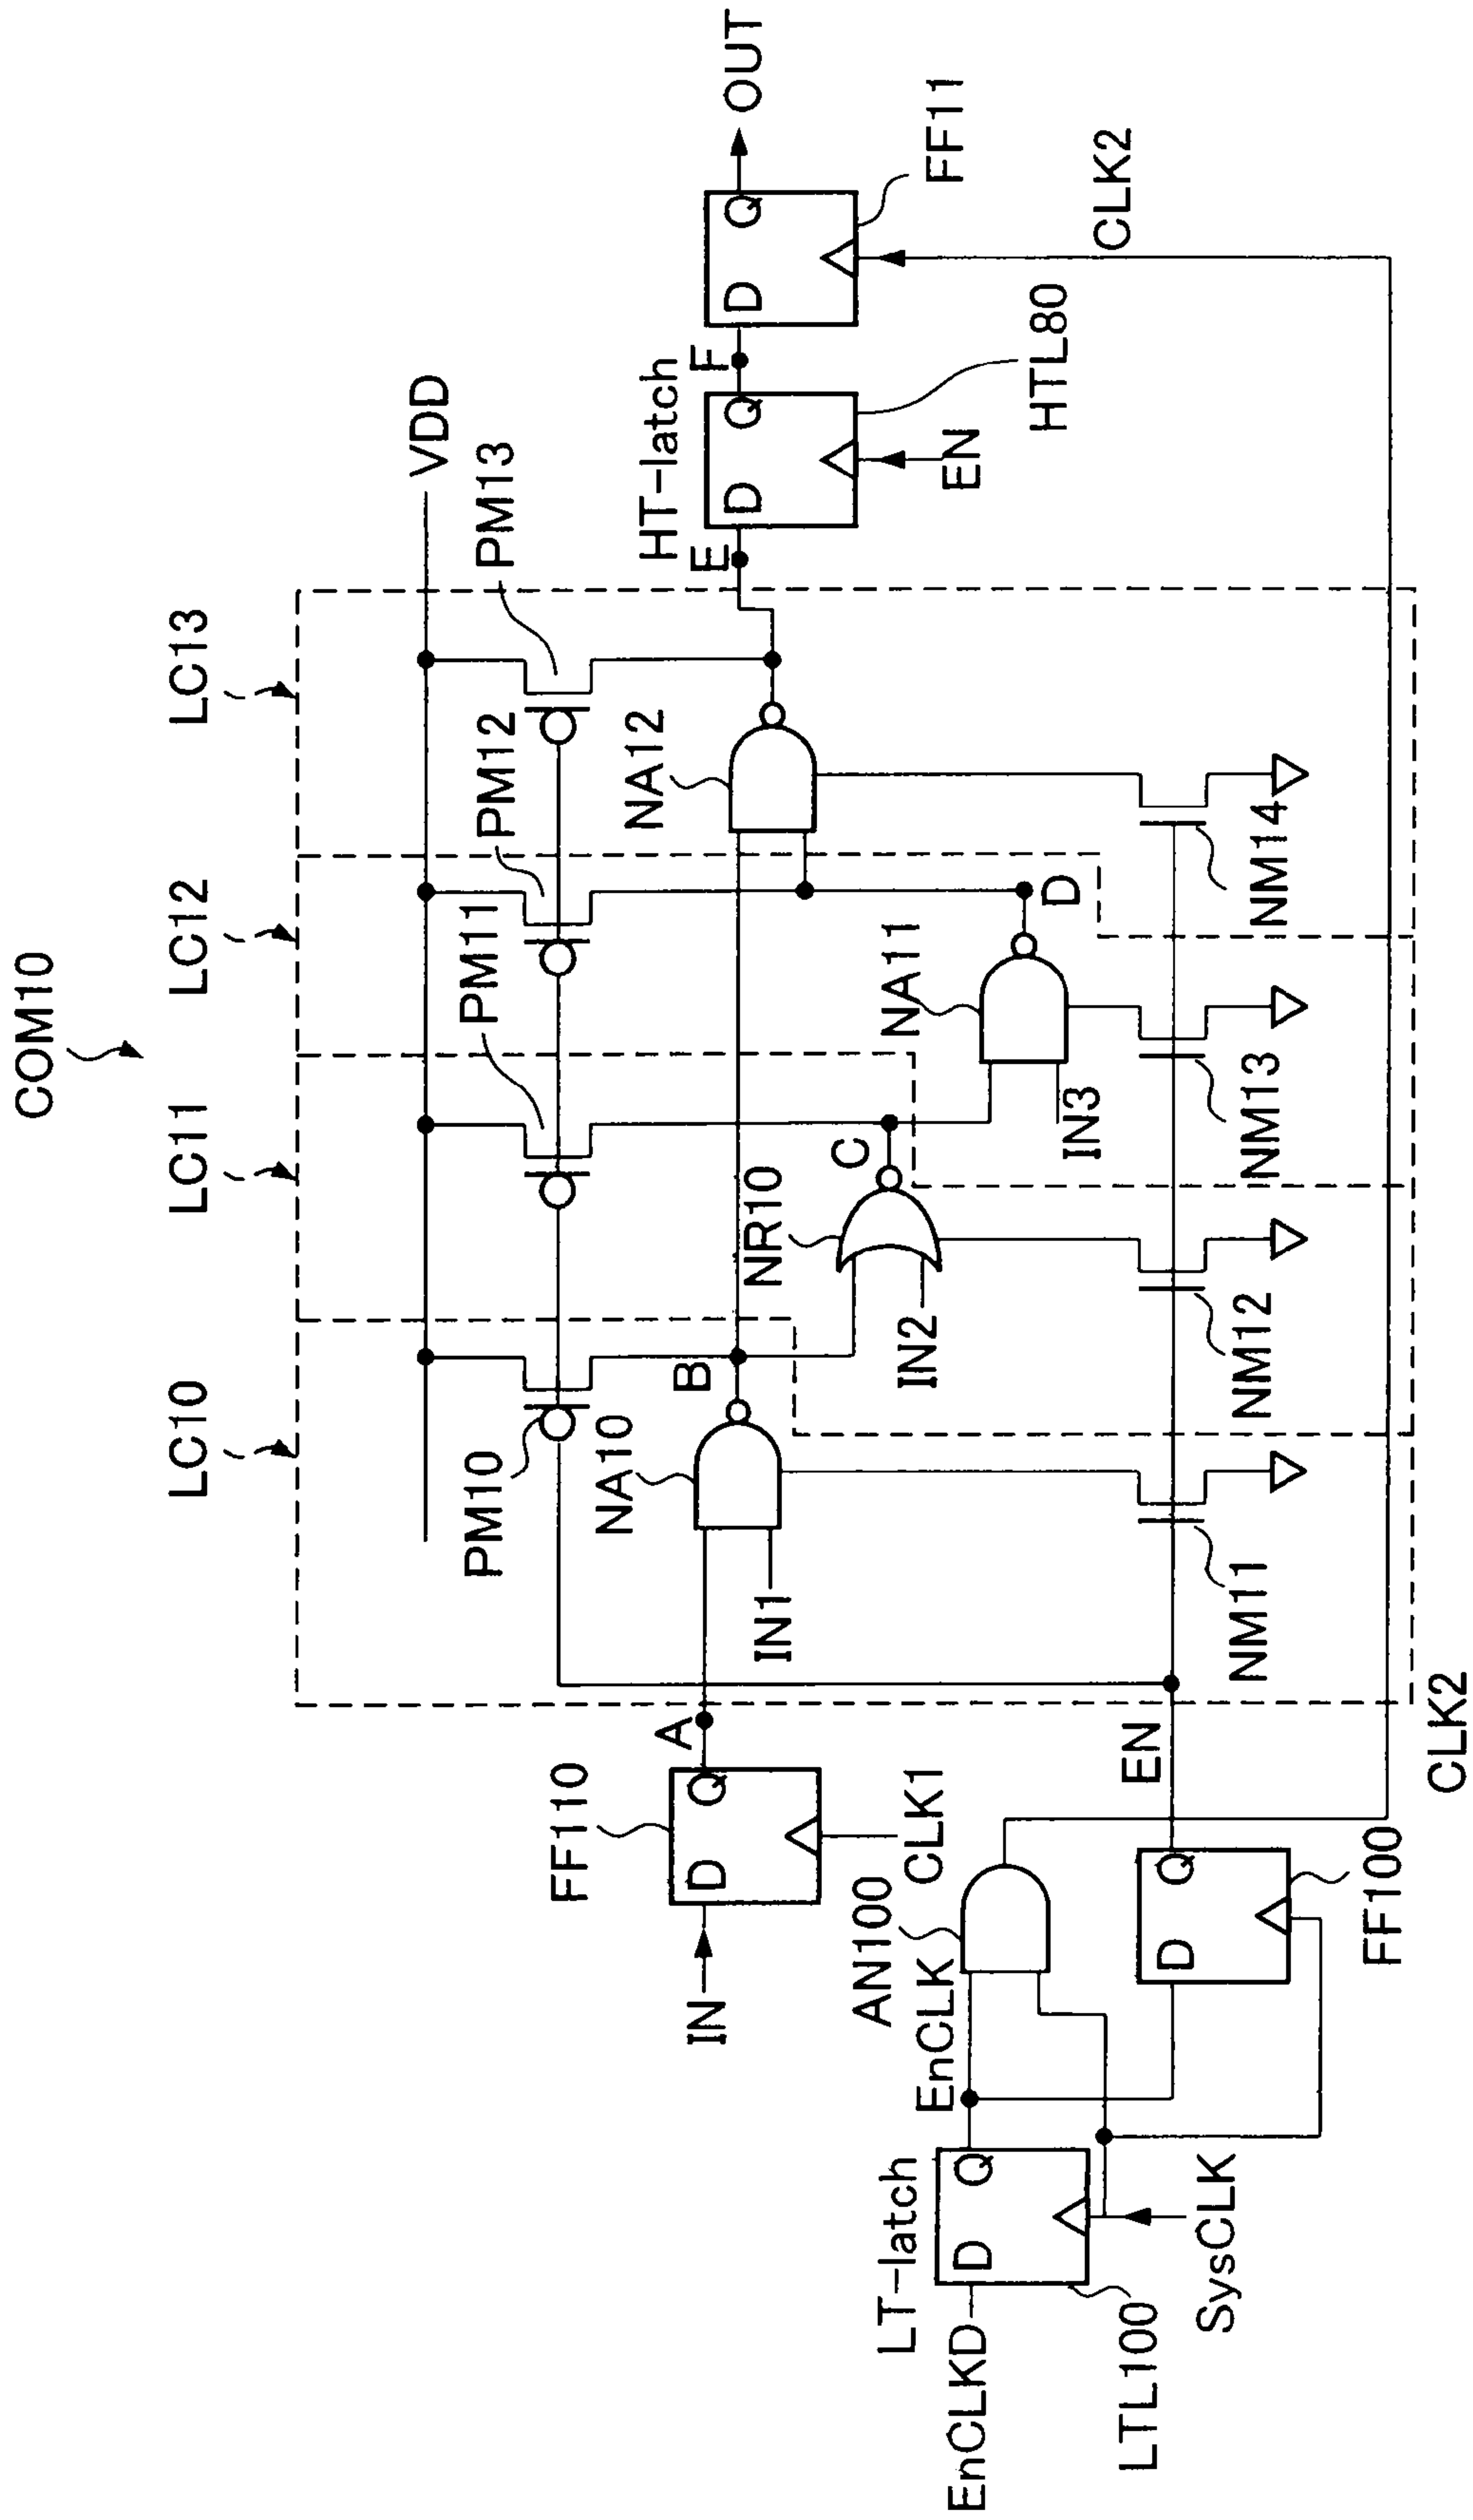 COM10
LC10
LC11
LC12
LC13
VDD
PM10
PM11
PM12
PM13
NA10
B
NR10
C
NA11
D
NA12
IN1
IN2
IN3
NM11
NM12
NM13
NM14
FF110
IN
D
Q
A
CLK1
HT-latch
E
D
Q
F
EN
HTL80
D
Q
OUT
FF11
CLK2
AN100
EnCLK
LT-latch
EnCLKD
D
Q
LTL100
SysCLK
D
Q
FF100
EN
CLK2